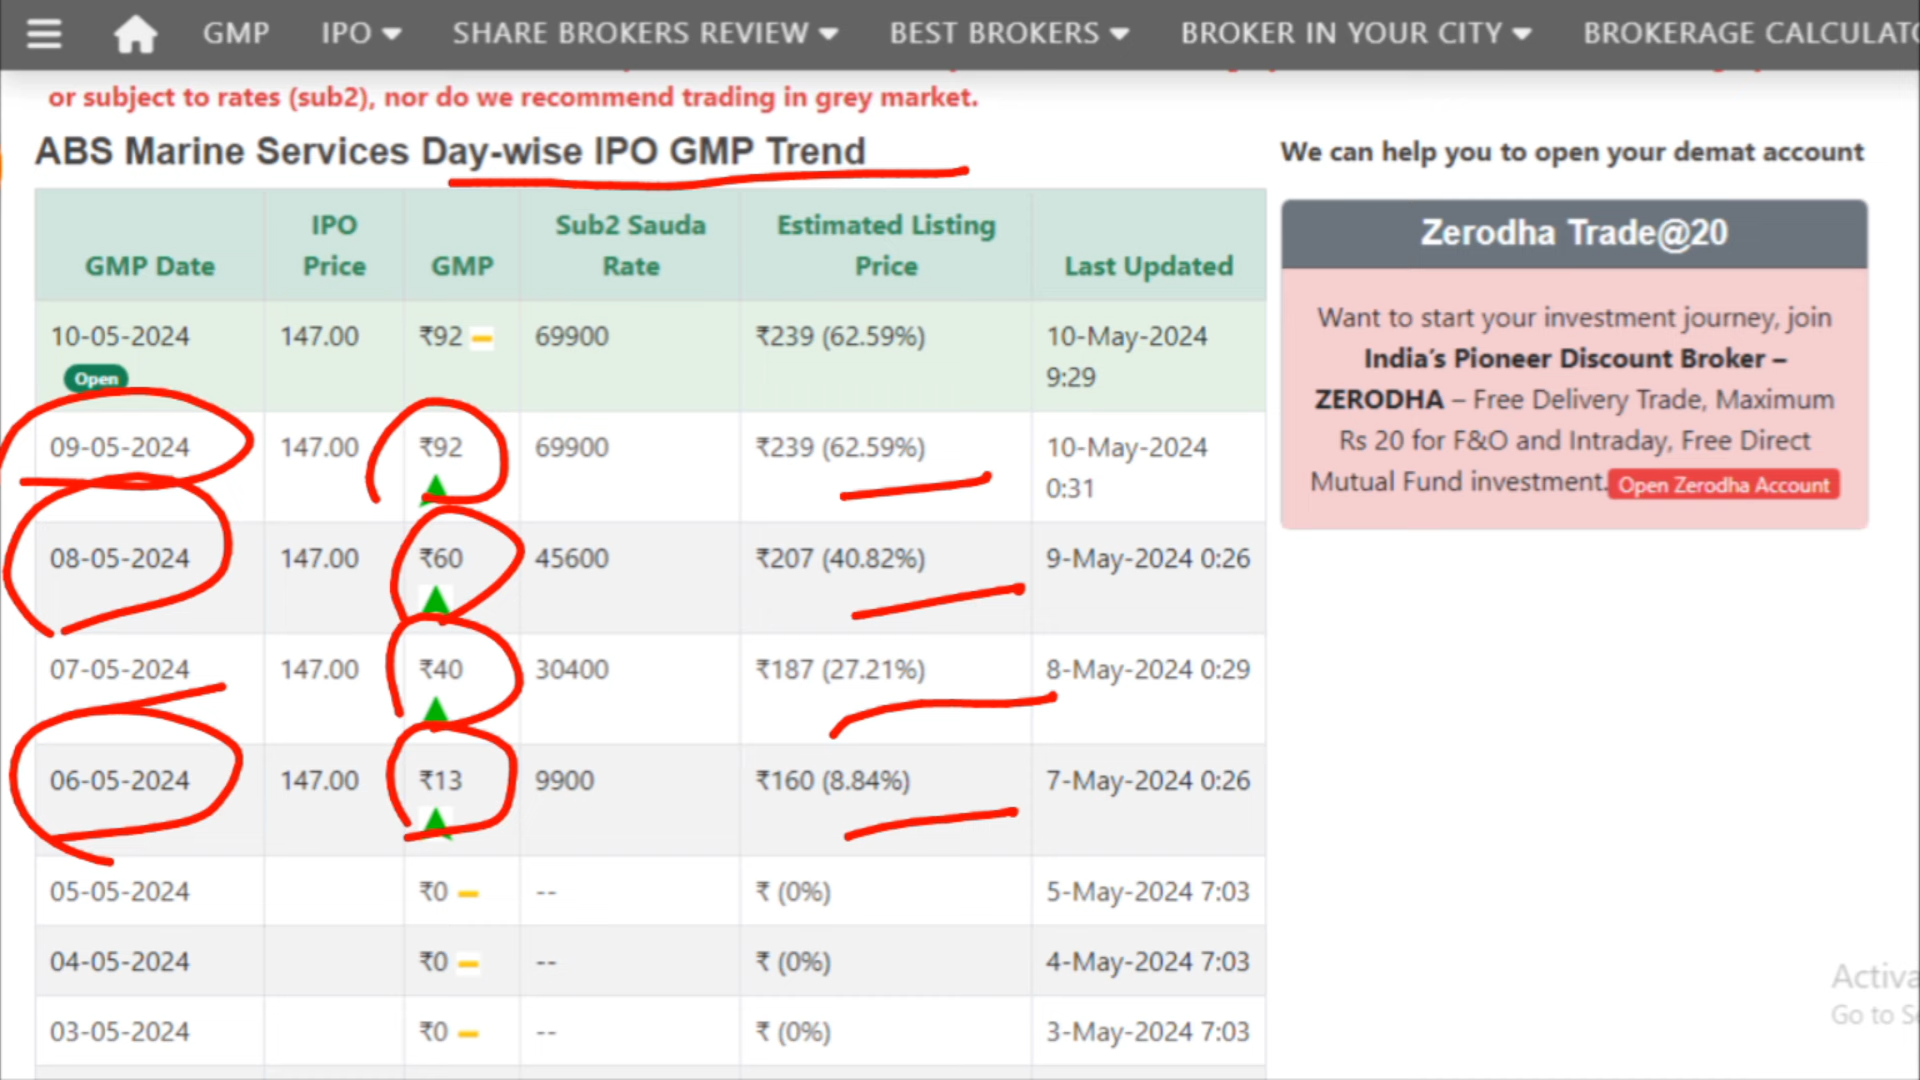 GMP IPO SHARE BROKERS REVIEW BEST BROKERS BROKER IN YOUR CITY BROKERAGE CALCULATO
or subject to rates (sub2), nor do we recommend trading in grey market.
ABS Marine Services Day-wise IPO GMP Trend
GMP Date IPO Price GMP Sub2 Sauda Rate Estimated Listing Price Last Updated
10-05-2024 Open 147.00 ₹92 69900 ₹239 (62.59%) 10-May-2024 9:29
09-05-2024 147.00 ₹92 69900 ₹239 (62.59%) 10-May-2024 0:31
08-05-2024 147.00 ₹60 45600 ₹207 (40.82%) 9-May-2024 0:26
07-05-2024 147.00 ₹40 30400 ₹187 (27.21%) 8-May-2024 0:29
06-05-2024 147.00 ₹13 9900 ₹160 (8.84%) 7-May-2024 0:26
05-05-2024 ₹0 -- ₹ (0%) 5-May-2024 7:03
04-05-2024 ₹0 -- ₹ (0%) 4-May-2024 7:03
03-05-2024 ₹0 -- ₹ (0%) 3-May-2024 7:03
We can help you to open your demat account
Zerodha Trade@20
Want to start your investment journey, join
India's Pioneer Discount Broker –
ZERODHA – Free Delivery Trade, Maximum
Rs 20 for F&O and Intraday, Free Direct
Mutual Fund investment. Open Zerodha Account
Activa
Go to S